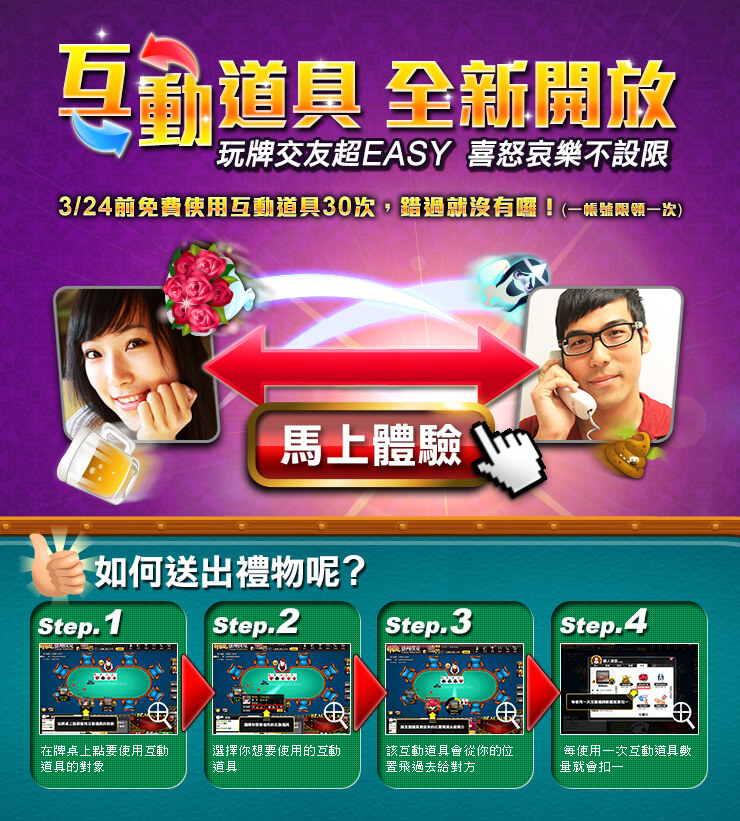 互動道具 全新開放
玩牌交友超EASY 喜怒哀樂不設限
3/24前免費使用互動道具30次，錯過就沒有囉！(一帳號限領一次)
馬上體驗
如何送出禮物呢？
Step.1
在牌桌上點要使用互動
道具的對象
Step.2
選擇你想要使用的互動
道具
Step.3
該互動道具會從你的位
置飛過去給對方
Step.4
每使用一次互動道具數
量就會扣一